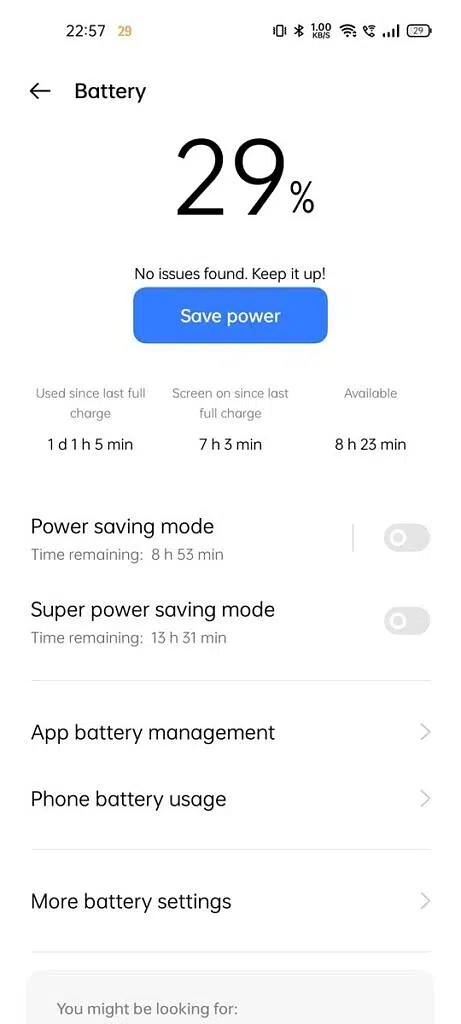 22:57 29 1.00 KB/S 29
Battery
29%
No issues found. Keep it up!
Save power
Used since last full charge
Screen on since last full charge
Available
1 d 1 h 5 min
7 h 3 min
8 h 23 min
Power saving mode
Time remaining: 8 h 53 min
Super power saving mode
Time remaining: 13 h 31 min
App battery management
Phone battery usage
More battery settings
You might be looking for: